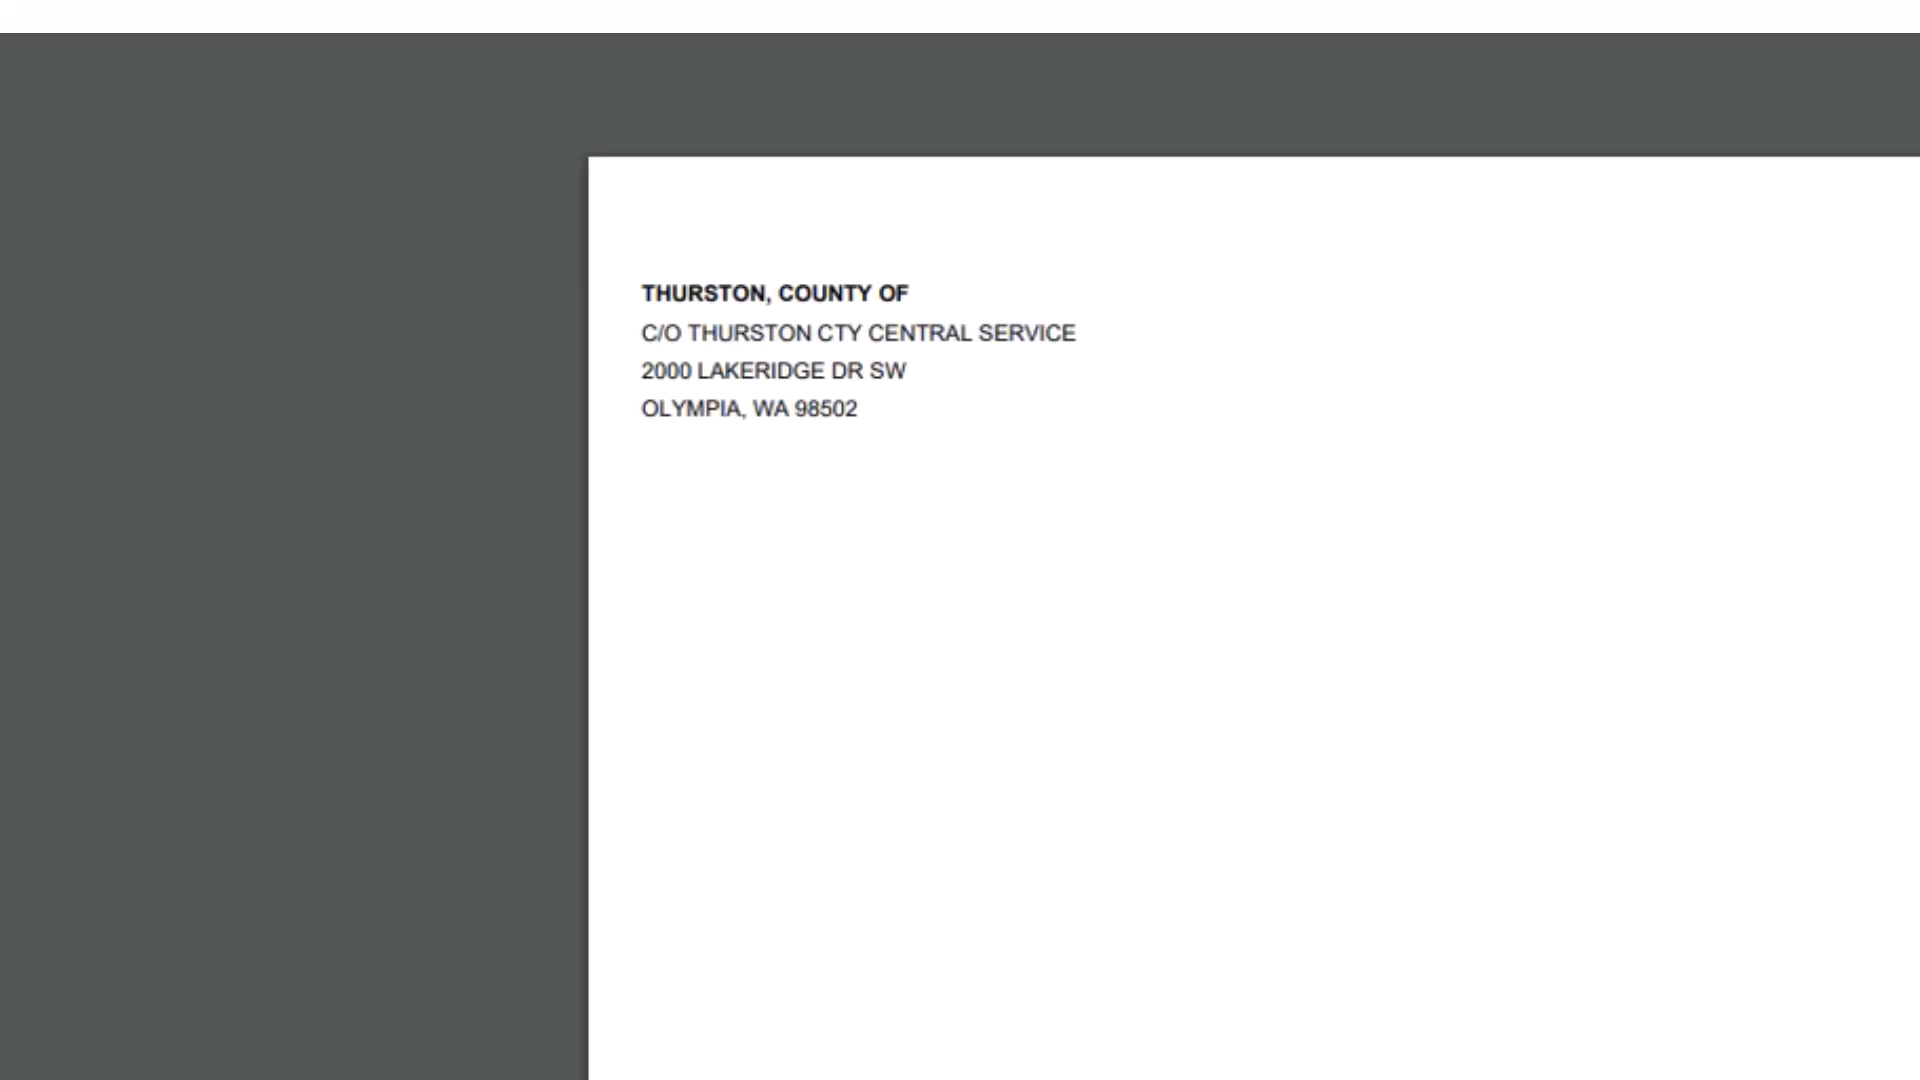 THURSTON, COUNTY OF
C/O THURSTON CTY CENTRAL SERVICE
2000 LAKERIDGE DR SW
OLYMPIA, WA 98502